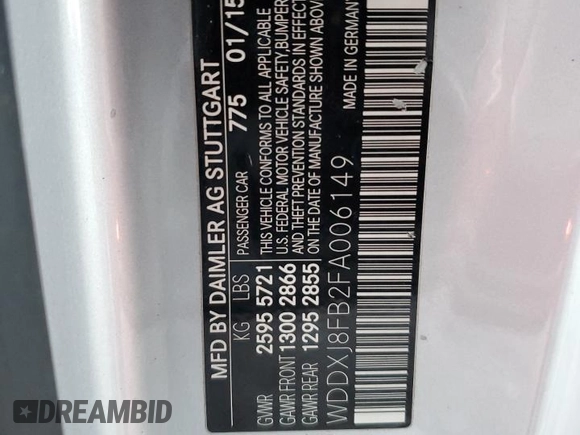 MFD BY DAIMLER AG STUTTGART
775 01/15
KG LBS PASSENGER CAR
GVWR 2595 5721
GAWR FRONT 1300 2866
GAWR REAR 1295 2855
THIS VEHICLE CONFORMS TO ALL APPLICABLE
U.S. FEDERAL MOTOR VEHICLE SAFETY, BUMPER
AND THEFT PREVENTION STANDARDS IN EFFECT
ON THE DATE OF MANUFACTURE SHOWN ABOVE
WDDXJ8FB2FA006149 MADE IN GERMANY
DREAMBID